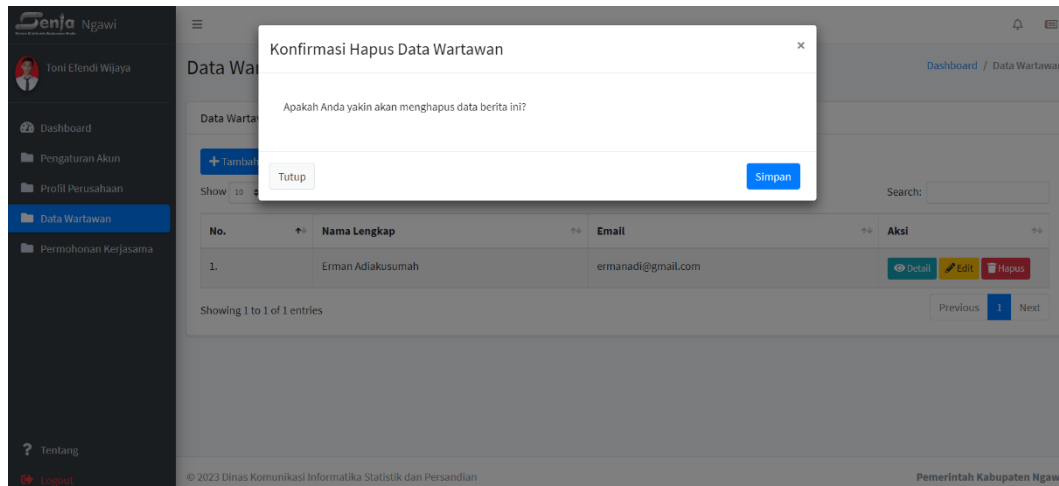 Senja Ngawi
Toni Efendi Wijaya
Dashboard
Pengaturan Akun
Profil Perusahaan
Data Wartawan
Permohonan Kerjasama
Tentang
Logout
Konfirmasi Hapus Data Wartawan ×
Apakah Anda yakin akan menghapus data berita ini?
Tutup Simpan
Data War
Dashboard / Data Wartawan
Data Warta
+ Tambah
Show 10
Search:
No. Nama Lengkap Email Aksi
1. Erman Adiakusumah ermanadi@gmail.com Detail Edit Hapus
Showing 1 to 1 of 1 entries
Previous 1 Next
© 2023 Dinas Komunikasi Informatika Statistik dan Persandian
Pemerintah Kabupaten Ngaw